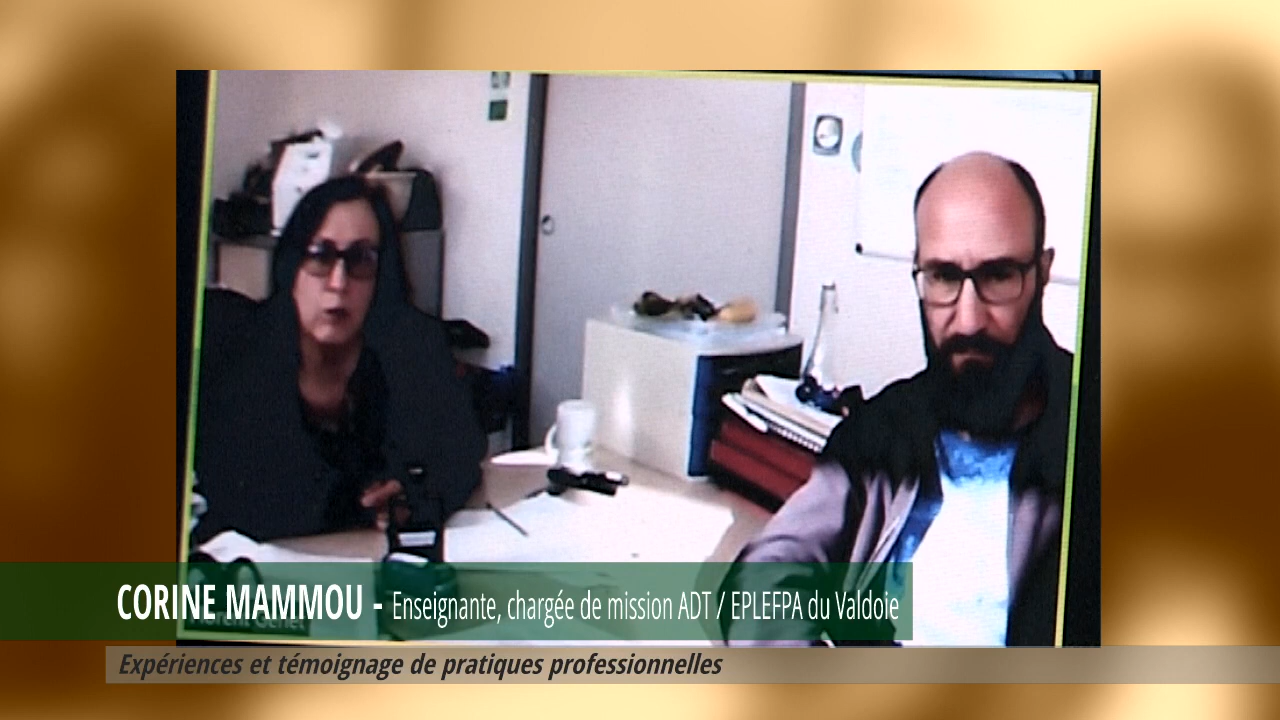 CORINE MAMMOU - Enseignante, chargée de mission ADT / EPLEFPA du Valdoie
Expériences et témoignage de pratiques professionnelles